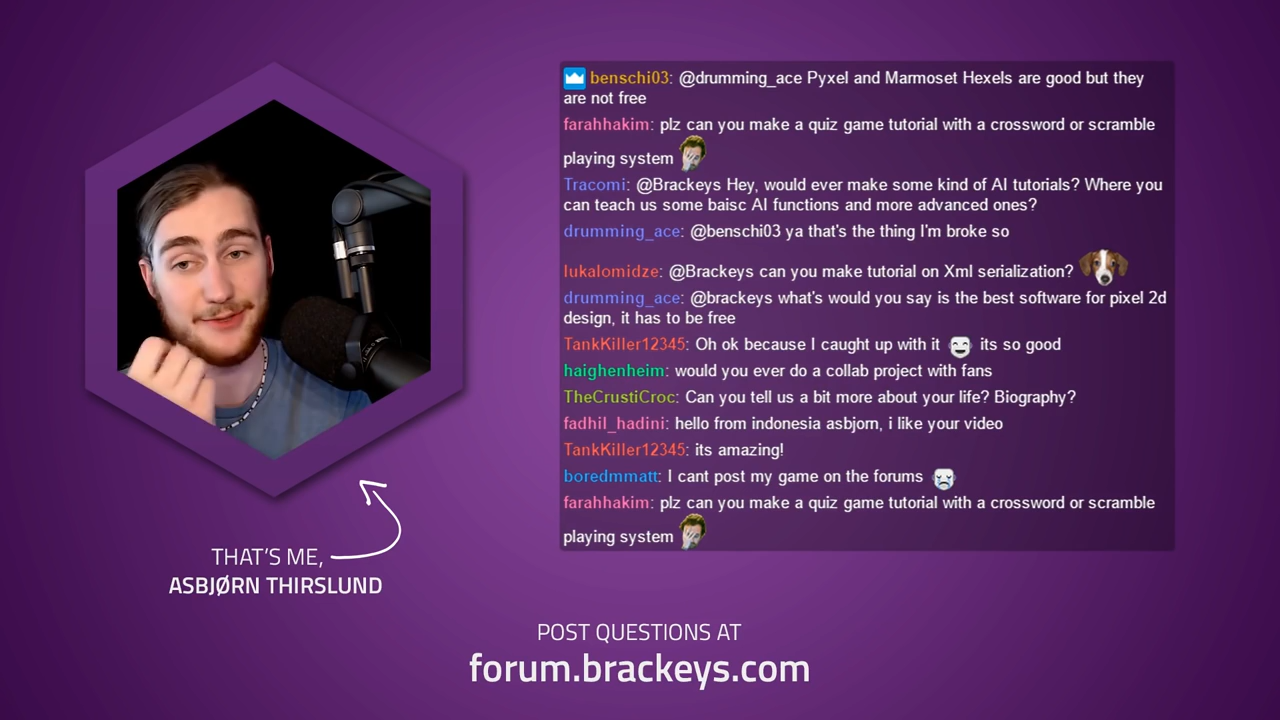 benschi03: @drumming_ace Pyxel and Marmoset Hexels are good but they
are not free
farahhakim: plz can you make a quiz game tutorial with a crossword or scramble
playing system
Tracomi: @Brackeys Hey, would ever make some kind of AI tutorials? Where you
can teach us some baisc AI functions and more advanced ones?
drumming_ace: @benschi03 ya that's the thing I'm broke so
lukalomidze: @Brackeys can you make tutorial on Xml serialization?
drumming_ace: @brackeys what's would you say is the best software for pixel 2d
design, it has to be free
TankKiller12345: Oh ok because I caught up with it its so good
haighenheim: would you ever do a collab project with fans
TheCrustiCroc: Can you tell us a bit more about your life? Biography?
fadhil_hadini: hello from indonesia asbjorn, i like your video
TankKiller12345: its amazing!
boredmmatt: I cant post my game on the forums
farahhakim: plz can you make a quiz game tutorial with a crossword or scramble
playing system
THAT'S ME,
ASBJØRN THIRSLUND
POST QUESTIONS AT
forum.brackeys.com